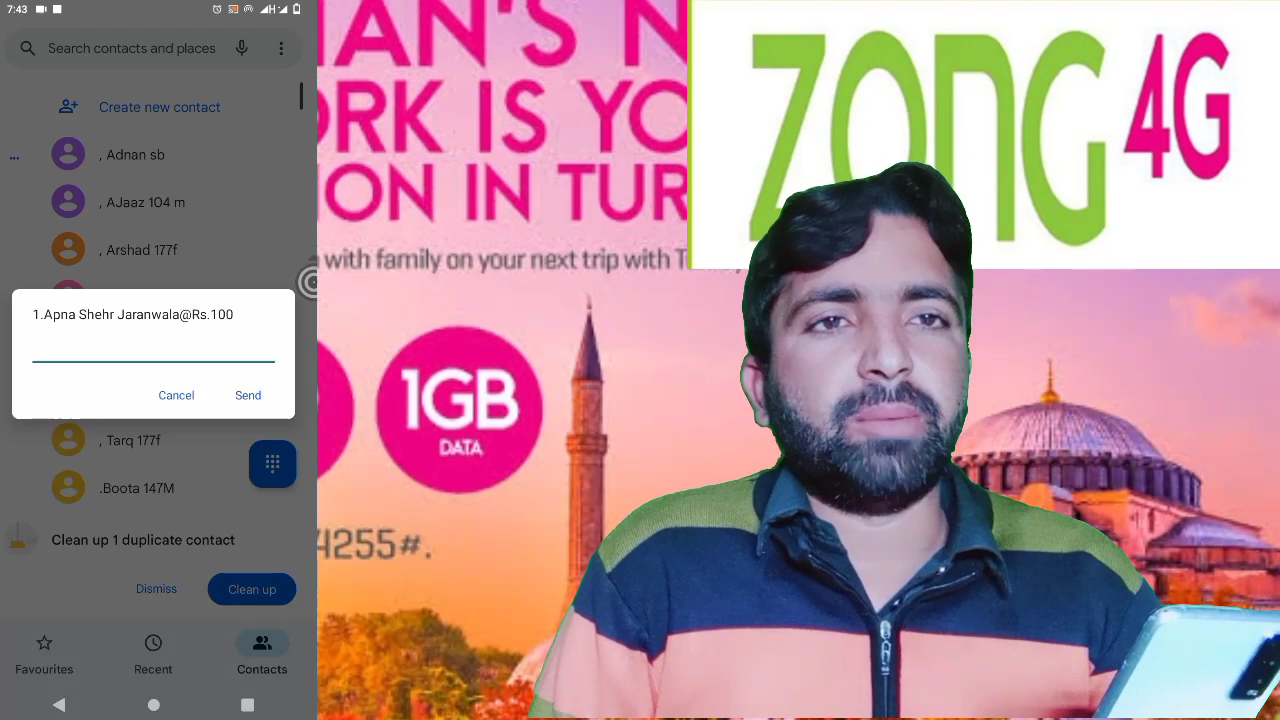 7:43
Search contacts and places
Create new contact
, Adnan sb
, AJaaz 104 m
, Arshad 177f
1.Apna Shehr Jaranwala@Rs.100
Cancel
Send
, Tarq 177f
.Boota 147M
Clean up 1 duplicate contact
Dismiss
Clean up
Favourites
Recent
Contacts
IAN'S N
ORK IS YO
ION IN TUR
with family on your next trip with T
1GB
DATA
4255#.
ZONG 4G